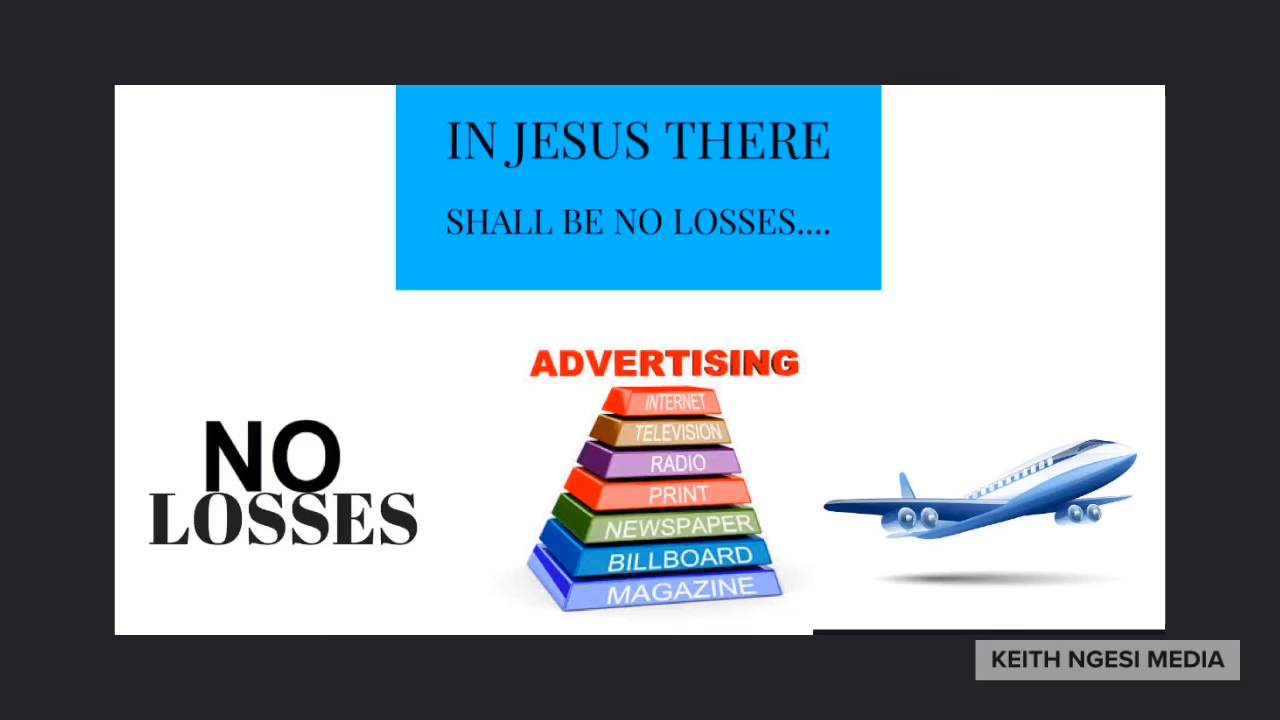 IN JESUS THERE
SHALL BE NO LOSSES....
ADVERTISING
INTERNET
TELEVISION
RADIO
PRINT
NEWSPAPER
BILLBOARD
MAGAZINE
NO
LOSSES
KEITH NGESI MEDIA